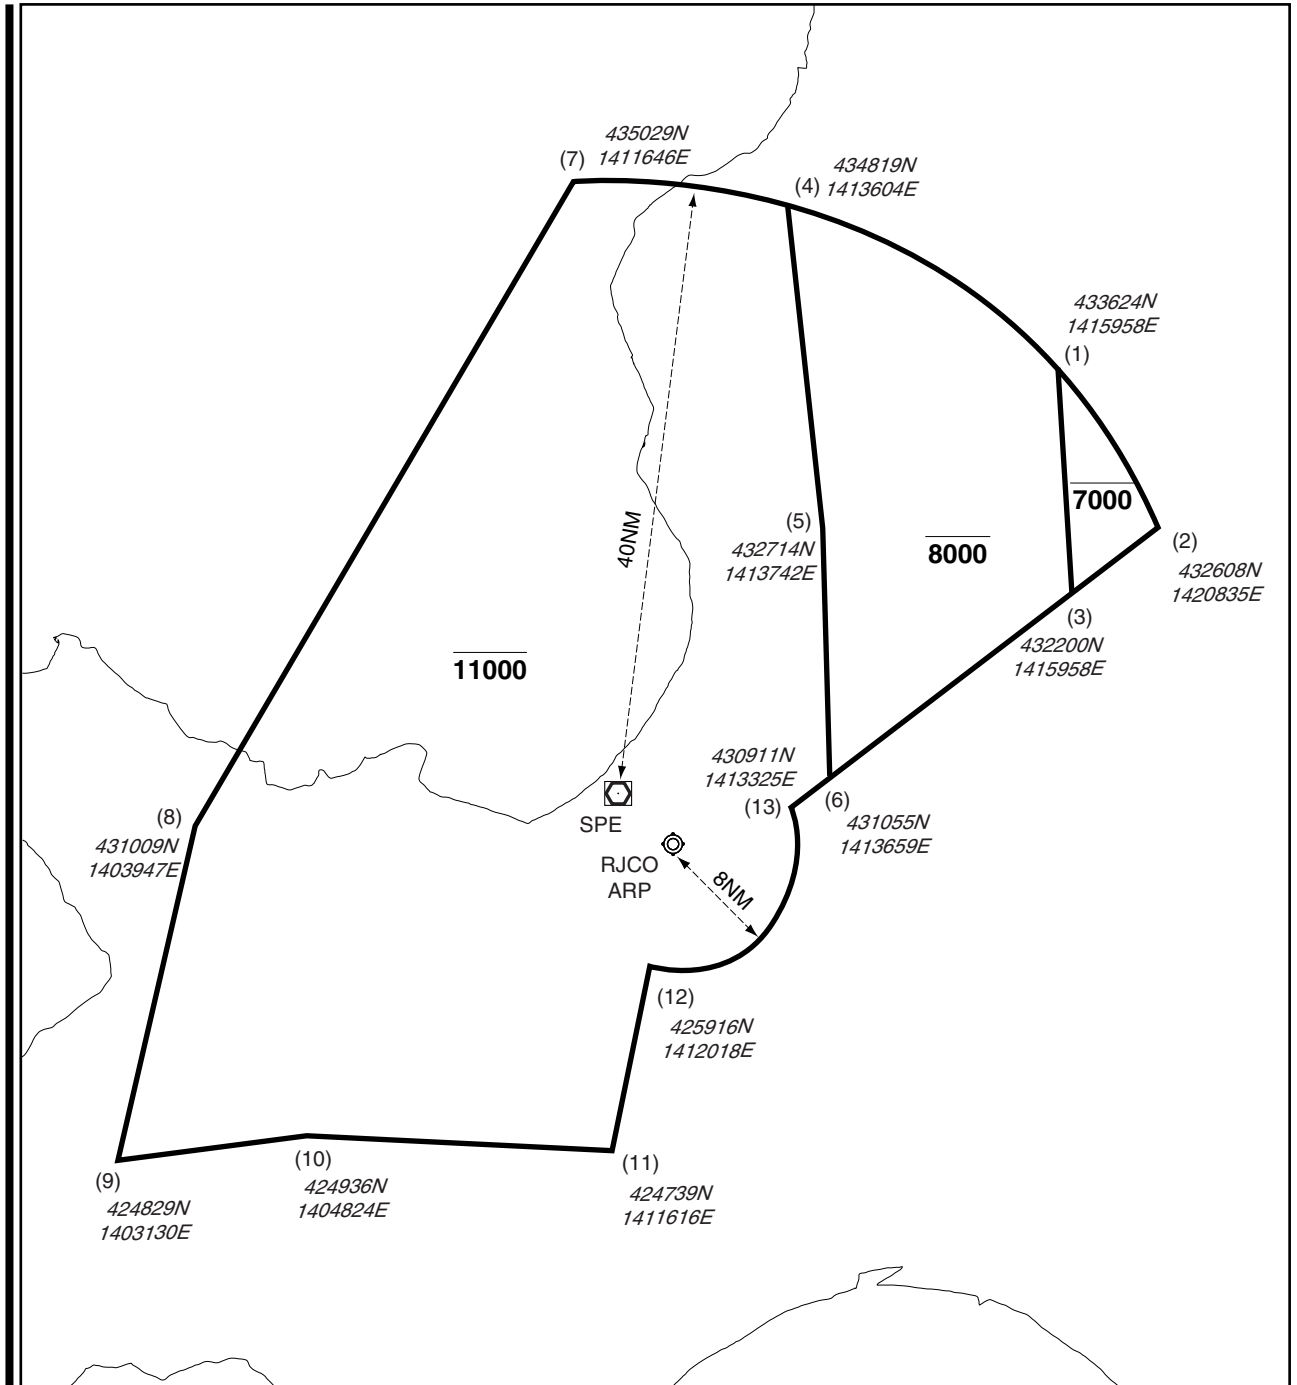 435029N
(7) 1411646E
434819N
(4) 1413604E
433624N
1415958E
(1)
7000
(5)
432714N
1413742E
40NM
8000
(2)
432608N
1420835E
(3)
432200N
1415958E
11000
430911N
1413325E
(13)
(6)
431055N
1413659E
(8)
431009N
1403947E
SPE
RJCO
ARP
8NM
(12)
425916N
1412018E
(9)
424829N
1403130E
(10)
424936N
1404824E
(11)
424739N
1411616E